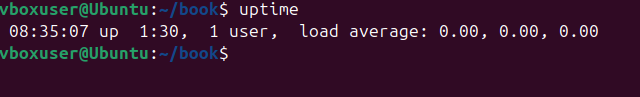 vboxuser@Ubuntu:~/book$ uptime
 08:35:07 up  1:30,  1 user,  load average: 0.00, 0.00, 0.00
vboxuser@Ubuntu:~/book$